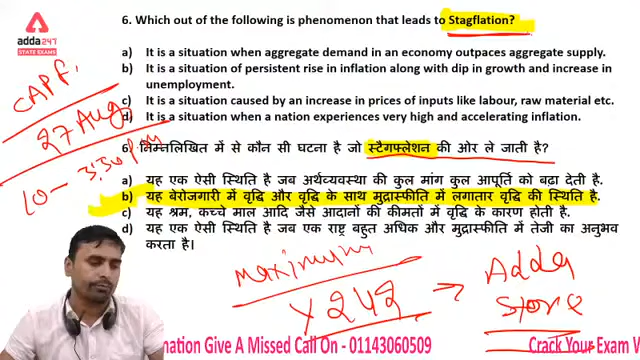 adda247
STATE EXAMS
6. Which out of the following is phenomenon that leads to Stagflation?
a) It is a situation when aggregate demand in an economy outpaces aggregate supply.
b) It is a situation of persistent rise in inflation along with dip in growth and increase in
unemployment.
c) It is a situation caused by an increase in prices of inputs like labour, raw material etc.
d) It is a situation when a nation experiences very high and accelerating inflation.
CAPF
27 Aug
10 - 3:30 PM
6. निम्नलिखित में से कौन सी घटना है जो स्टैगफ्लेशन की ओर ले जाती है?
a) यह एक ऐसी स्थिति है जब अर्थव्यवस्था की कुल मांग कुल आपूर्ति को बढ़ा देती है.
b) यह बेरोजगारी में वृद्धि और वृद्धि के साथ मुद्रास्फीति में लगातार वृद्धि की स्थिति है.
c) यह श्रम, कच्चे माल आदि जैसे आदानों की कीमतों में वृद्धि के कारण होती है.
d) यह एक ऐसी स्थिति है जब एक राष्ट्र बहुत अधिक और मुद्रास्फीति में तेजी का अनुभव
करता है।
Maximum
Y242 → Adda
Store
mation Give A Missed Call On - 01143060509 Crack Your Exam V